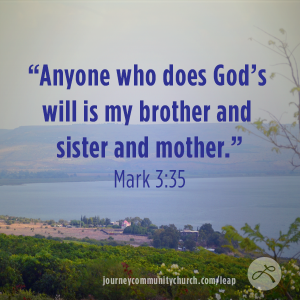 “Anyone who does God’s
will is my brother and
sister and mother.”
Mark 3:35
journeycommunitychurch.com/leap